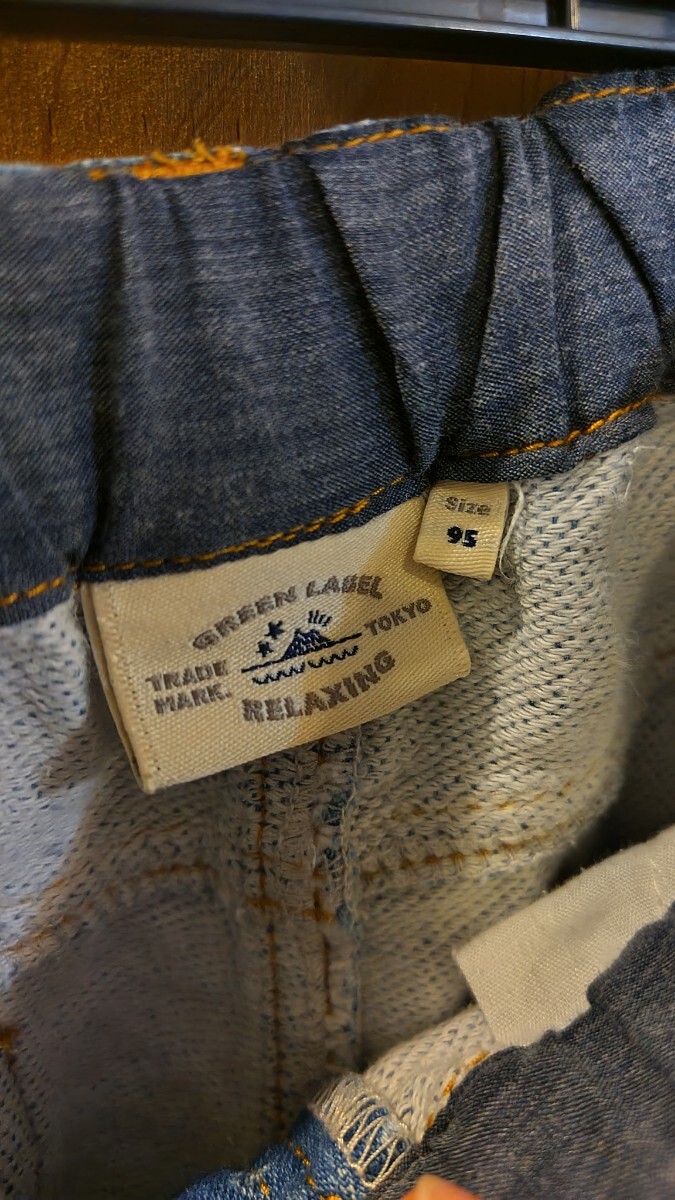 Size
95
GREEN LABEL
TOKYO
TRADE
MARK.
RELAXING